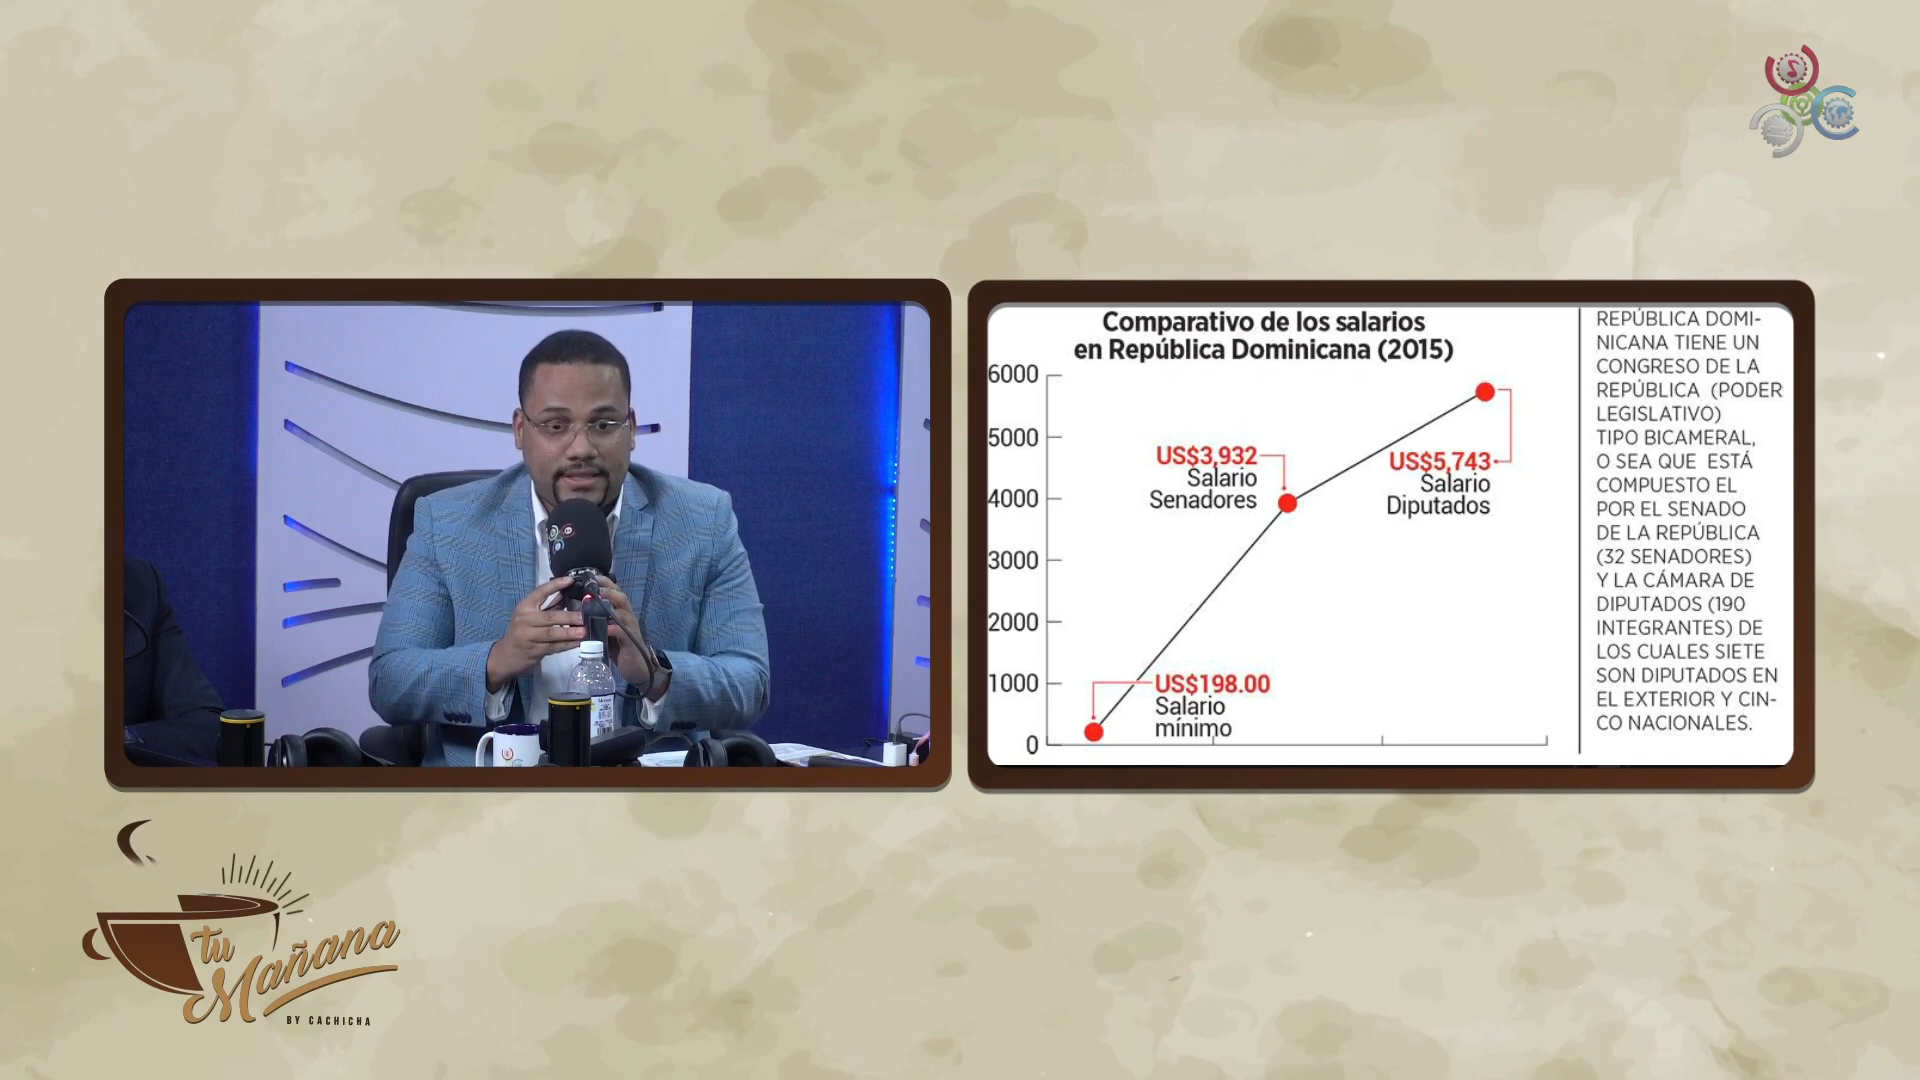 Comparativo de los salarios
en República Dominicana (2015)
6000
5000
4000
3000
2000
1000
0
US$3,932
Salario
Senadores
US$5,743
Salario
Diputados
US$198.00
Salario
mínimo
REPÚBLICA DOMI-
NICANA TIENE UN
CONGRESO DE LA
REPÚBLICA (PODER
LEGISLATIVO)
TIPO BICAMERAL,
O SEA QUE ESTÁ
COMPUESTO EL
POR EL SENADO
DE LA REPÚBLICA
(32 SENADORES)
Y LA CÁMARA DE
DIPUTADOS (190
INTEGRANTES) DE
LOS CUALES SIETE
SON DIPUTADOS EN
EL EXTERIOR Y CIN-
CO NACIONALES.
tu
Mañana
BY CACHICHA